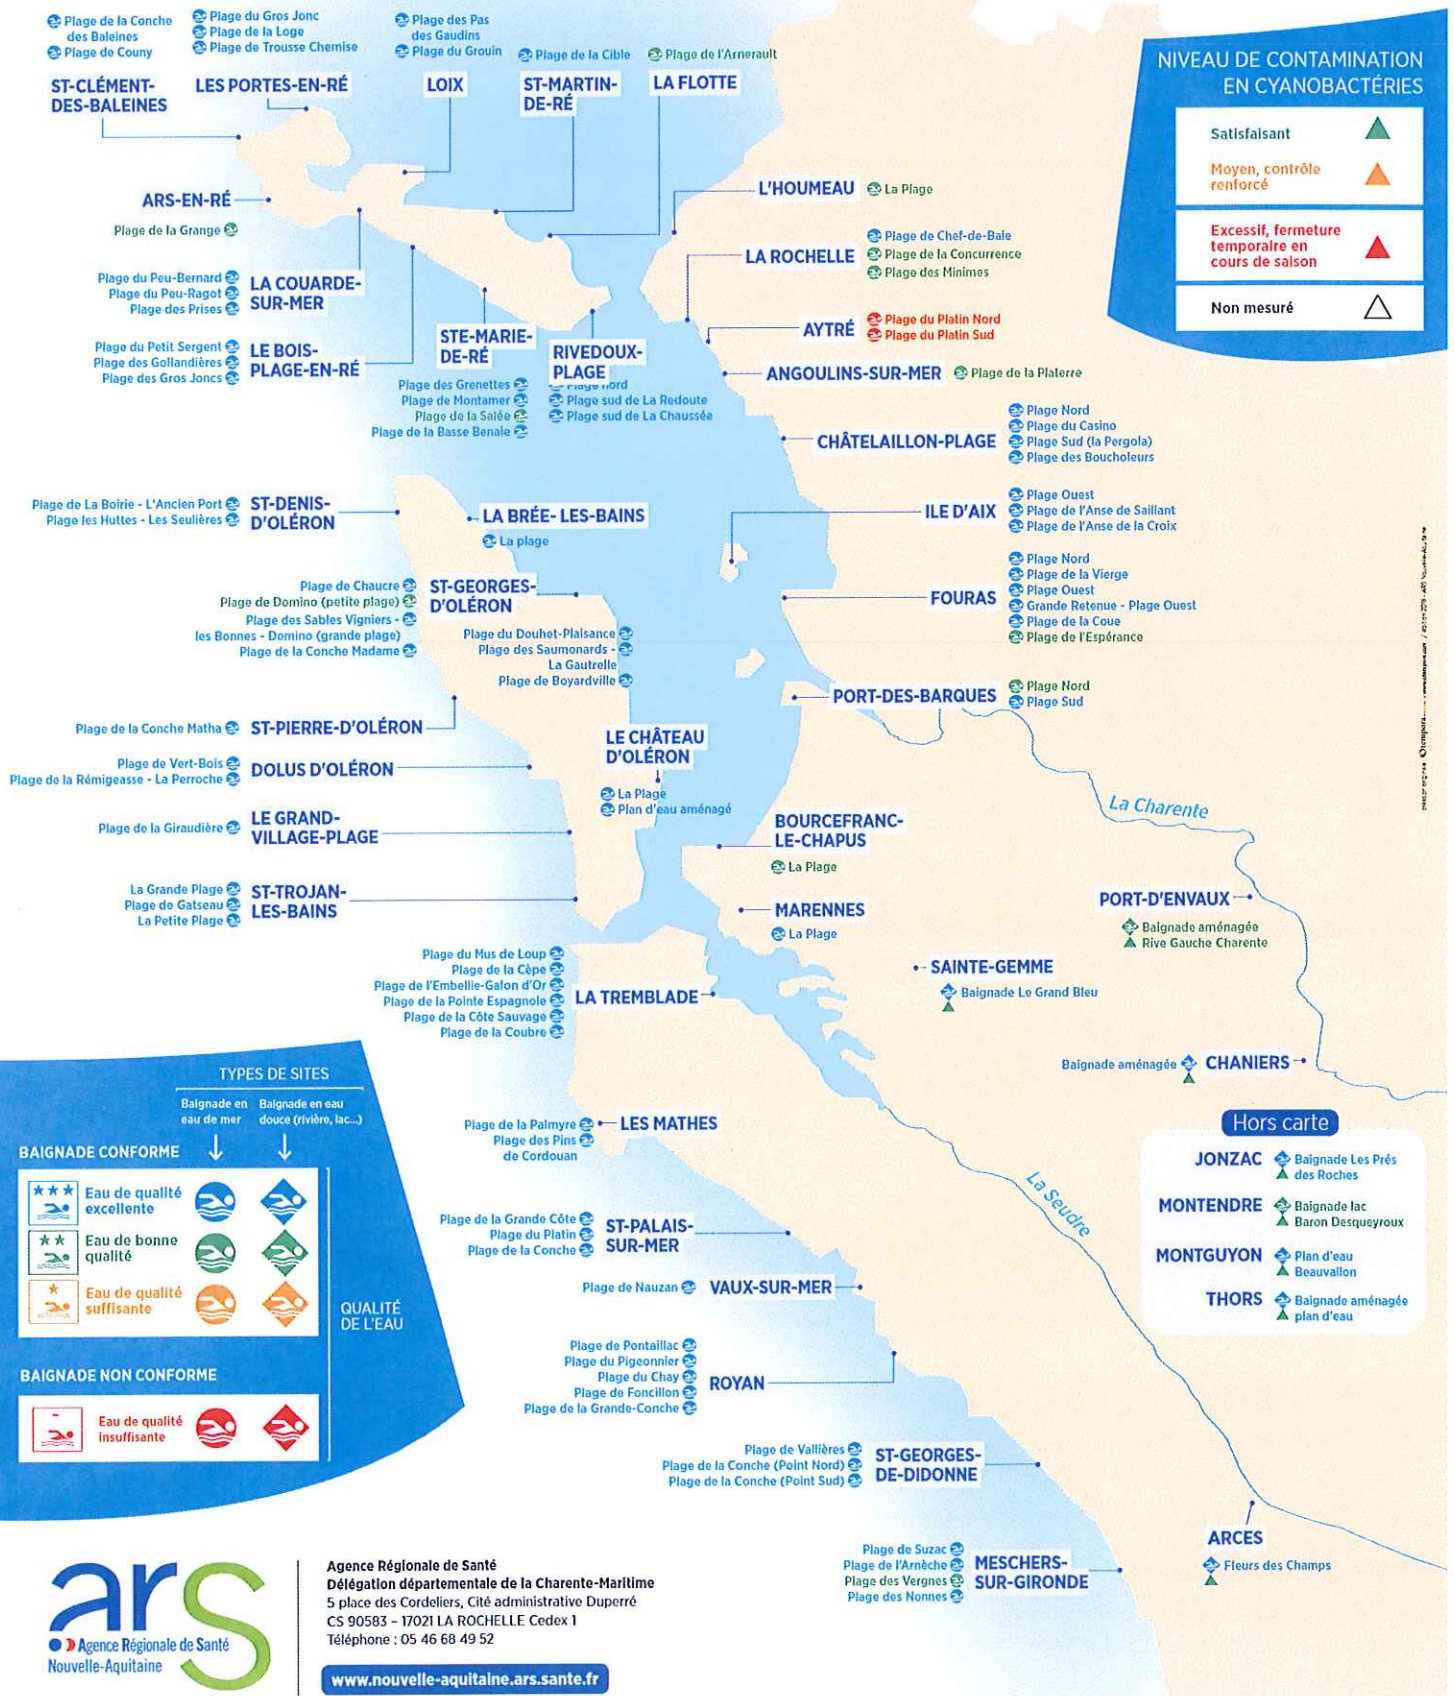 Plage de la Conche
des Baleines
Plage de Couny
ST-CLÉMENT-
DES-BALEINES
Plage du Gros Jonc
Plage de la Loge
Plage de Trousse Chemise
LES PORTES-EN-RÉ
Plage des Pas
des Gaudins
Plage du Grouin
LOIX
Plage de la Cible
ST-MARTIN-
DE-RÉ
Plage de l'Arnerault
LA FLOTTE
NIVEAU DE CONTAMINATION
EN CYANOBACTÉRIES
Satisfaisant
Moyen, contrôle
renforcé
Excessif, fermeture
temporaire en
cours de saison
Non mesuré
ARS-EN-RÉ
Plage de la Grange
L'HOUMEAU
La Plage
LA ROCHELLE
Plage de Chef-de-Baie
Plage de la Concurrence
Plage des Minimes
Plage du Peu-Bernard
Plage du Peu-Ragot
Plage des Prises
LA COUARDE-
SUR-MER
AYTRÉ
Plage du Platin Nord
Plage du Platin Sud
Plage du Petit Sergent
Plage des Gollandières
Plage des Gros Joncs
LE BOIS-
PLAGE-EN-RÉ
STE-MARIE-
DE-RÉ
Plage des Grenettes
Plage de Montamer
Plage de la Salée
Plage de la Basse Benaie
RIVEDOUX-
PLAGE
Plage nord
Plage sud de La Redoute
Plage sud de La Chaussée
ANGOULINS-SUR-MER
Plage de la Platerre
CHÂTELAILLON-PLAGE
Plage Nord
Plage du Casino
Plage Sud (la Pergola)
Plage des Boucholeurs
Plage de La Boirie - L'Ancien Port
Plage les Huttes - Les Seulières
ST-DENIS-
D'OLÉRON
LA BRÉE- LES-BAINS
La plage
ILE D'AIX
Plage Ouest
Plage de l'Anse de Saillant
Plage de l'Anse de la Croix
Plage de Chaucre
Plage de Domino (petite plage)
Plage des Sables Vigniers -
les Bonnes - Domino (grande plage)
Plage de la Conche Madame
ST-GEORGES-
D'OLÉRON
Plage du Douhet-Plaisance
Plage des Saumonards -
La Gautrelle
Plage de Boyardville
FOURAS
Plage Nord
Plage de la Vierge
Plage Ouest
Grande Retenue - Plage Ouest
Plage de la Coue
Plage de l'Espérance
PORT-DES-BARQUES
Plage Nord
Plage Sud
Plage de la Conche Matha
ST-PIERRE-D'OLÉRON
Plage de Vert-Bois
Plage de la Rémigeasse - La Perroche
DOLUS D'OLÉRON
LE CHÂTEAU
D'OLÉRON
La Plage
Plan d'eau aménagé
La Charente
Plage de la Giraudière
LE GRAND-
VILLAGE-PLAGE
BOURCEFRANC-
LE-CHAPUS
La Plage
La Grande Plage
Plage de Gatseau
La Petite Plage
ST-TROJAN-
LES-BAINS
MARENNES
La Plage
PORT-D'ENVAUX
Baignade aménagée
Rive Gauche Charente
Plage du Mus de Loup
Plage de la Cèpe
Plage de l'Embellie-Galon d'Or
Plage de la Pointe Espagnole
Plage de la Côte Sauvage
Plage de la Coubre
LA TREMBLADE
SAINTE-GEMME
Baignade Le Grand Bleu
Baignade aménagée
CHANIERS
TYPES DE SITES
Baignade en
eau de mer
Baignade en eau
douce (rivière, lac...)
BAIGNADE CONFORME
Eau de qualité
excellente
Eau de bonne
qualité
Eau de qualité
suffisante
QUALITÉ
DE L'EAU
BAIGNADE NON CONFORME
Eau de qualité
insuffisante
Plage de la Palmyre
Plage des Pins
de Cordouan
LES MATHES
Hors carte
JONZAC
Baignade Les Prés
des Roches
MONTENDRE
Baignade lac
Baron Desqueyroux
MONTGUYON
Plan d'eau
Beauvallon
THORS
Baignade aménagée
plan d'eau
La Seudre
Plage de la Grande Côte
Plage du Platin
Plage de la Conche
ST-PALAIS-
SUR-MER
Plage de Nauzan
VAUX-SUR-MER
Plage de Pontaillac
Plage du Pigeonnier
Plage du Chay
Plage de Foncillon
Plage de la Grande-Conche
ROYAN
Plage de Vallières
Plage de la Conche (Point Nord)
Plage de la Conche (Point Sud)
ST-GEORGES-
DE-DIDONNE
Plage de Suzac
Plage de l'Arnèche
Plage des Vergnes
Plage des Nonnes
MESCHERS-
SUR-GIRONDE
ARCES
Fleurs des Champs
ars
Agence Régionale de Santé
Nouvelle-Aquitaine
Agence Régionale de Santé
Délégation départementale de la Charente-Maritime
5 place des Cordeliers, Cité administrative Duperré
CS 90583 - 17021 LA ROCHELLE Cedex 1
Téléphone : 05 46 68 49 52
www.nouvelle-aquitaine.ars.sante.fr